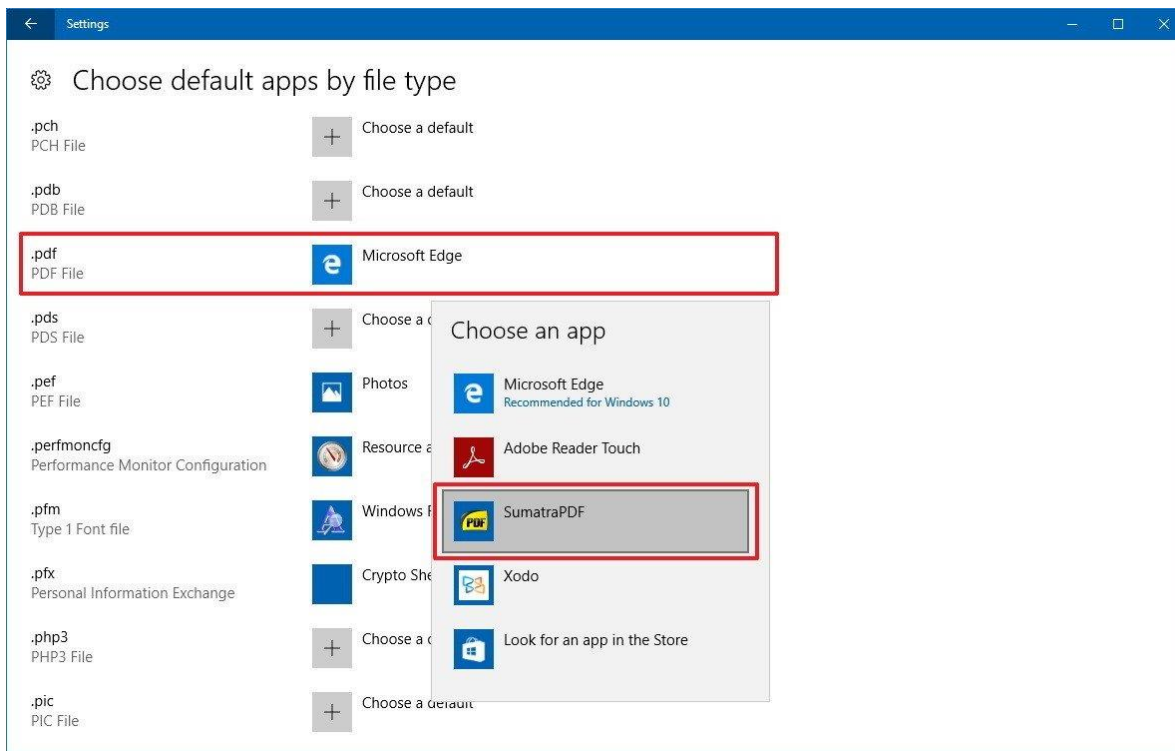 Settings
Choose default apps by file type
.pch
PCH File
Choose a default
.pdb
PDB File
Choose a default
.pdf
PDF File
Microsoft Edge
.pds
PDS File
Choose a
.pef
PEF File
Photos
.perfmoncfg
Performance Monitor Configuration
Resource
.pfm
Type 1 Font file
Windows
.pfx
Personal Information Exchange
Crypto
.php3
PHP3 File
Choose a
.pic
PIC File
Choose a default
Choose an app
Microsoft Edge
Recommended for Windows 10
Adobe Reader Touch
PDF
SumatraPDF
Xodo
Look for an app in the Store